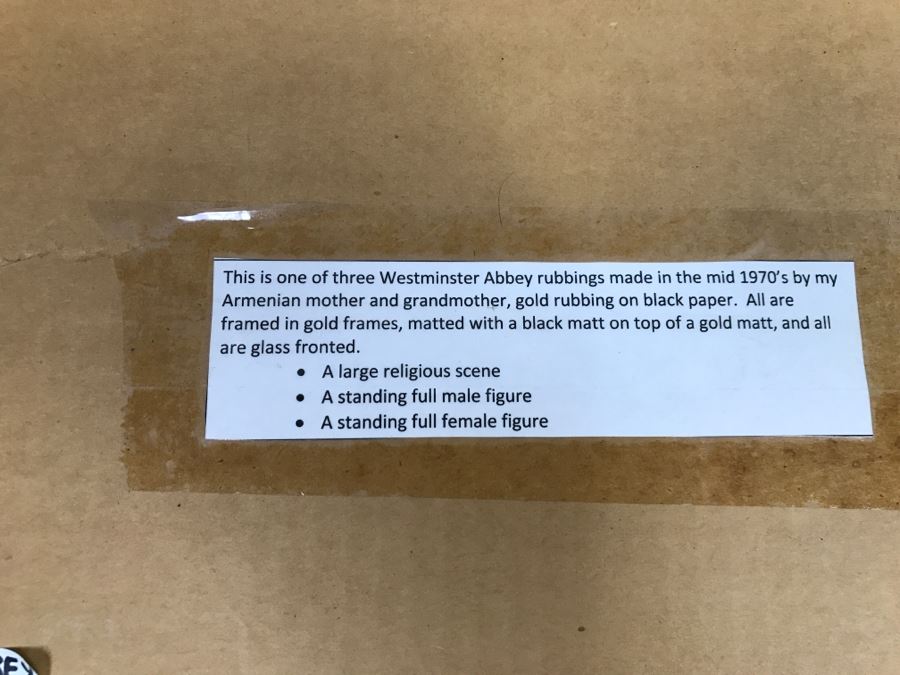 This is one of three Westminster Abbey rubbings made in the mid 1970's by my
Armenian mother and grandmother, gold rubbing on black paper.  All are
framed in gold frames, matted with a black matt on top of a gold matt, and all
are glass fronted.
• A large religious scene
• A standing full male figure
• A standing full female figure